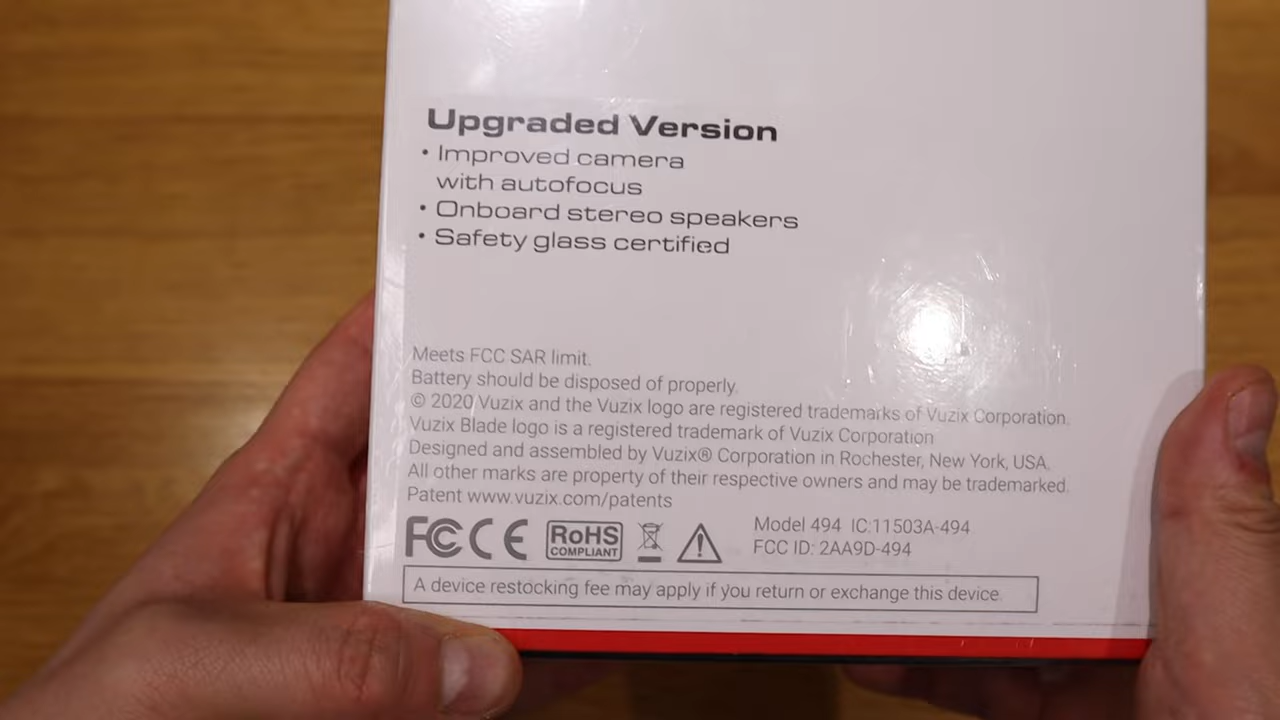 Upgraded Version
• Improved camera
with autofocus
• Onboard stereo speakers
• Safety glass certified
Meets FCC SAR limit.
Battery should be disposed of properly.
© 2020 Vuzix and the Vuzix logo are registered trademarks of Vuzix Corporation.
Vuzix Blade logo is a registered trademark of Vuzix Corporation
Designed and assembled by Vuzix® Corporation in Rochester, New York, USA.
All other marks are property of their respective owners and may be trademarked.
Patent www.vuzix.com/patents
FC CE RoHS COMPLIANT
Model 494 IC:11503A-494
FCC ID: 2AA9D-494
A device restocking fee may apply if you return or exchange this device.